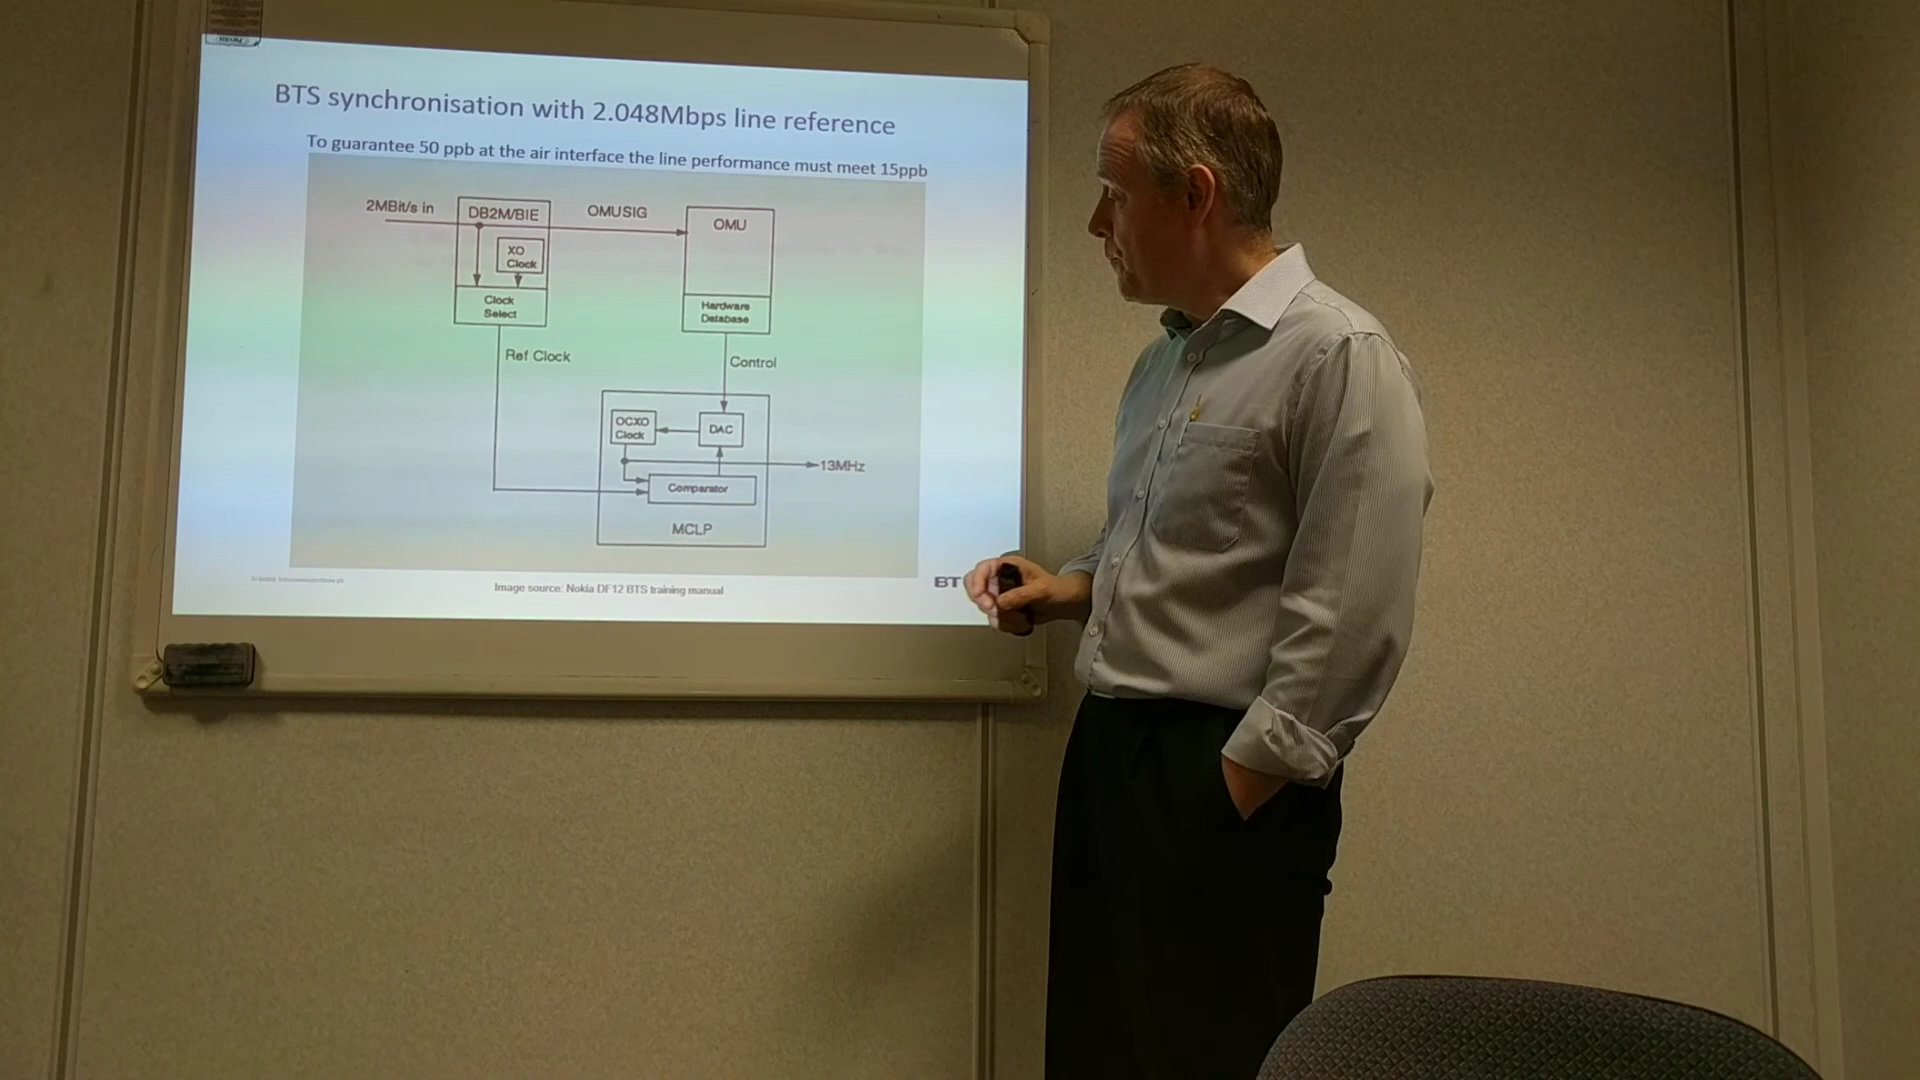 BTS synchronisation with 2.048Mbps line reference
To guarantee 50 ppb at the air interface the line performance must meet 15ppb
2MBit/s in
DB2M/BIE
OMUSIG
OMU
XO
Clock
Clock
Select
Hardware
Database
Ref Clock
Control
OCXO
Clock
DAC
13MHz
Comparator
MCLP
Image source: Nokia DF12 BTS training manual
BT